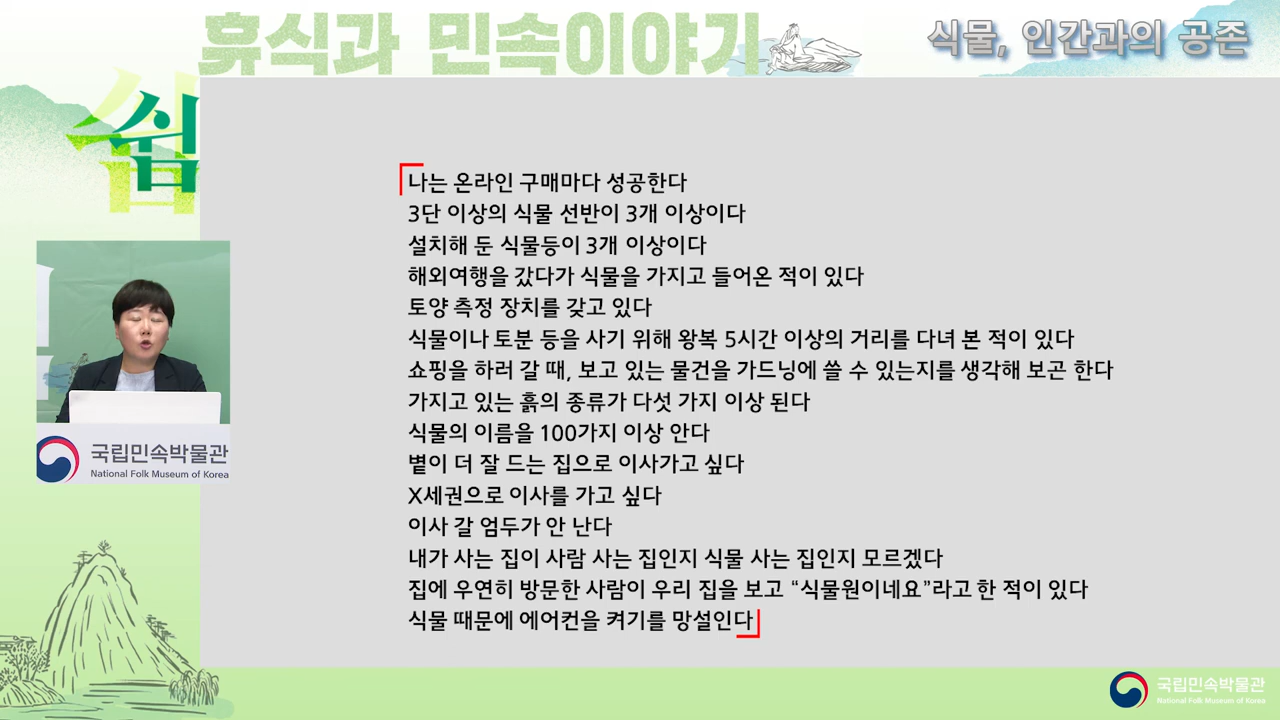 휴식과 민속이야기
식물, 인간과의 공존
쉼
나는 온라인 구매마다 성공한다
3단 이상의 식물 선반이 3개 이상이다
설치해 둔 식물등이 3개 이상이다
해외여행을 갔다가 식물을 가지고 들어온 적이 있다
토양 측정 장치를 갖고 있다
식물이나 토분 등을 사기 위해 왕복 5시간 이상의 거리를 다녀 본 적이 있다
쇼핑을 하러 갈 때, 보고 있는 물건을 가드닝에 쓸 수 있는지를 생각해 보곤 한다
가지고 있는 흙의 종류가 다섯 가지 이상 된다
식물의 이름을 100가지 이상 안다
볕이 더 잘 드는 집으로 이사가고 싶다
X세권으로 이사를 가고 싶다
이사 갈 엄두가 안 난다
내가 사는 집이 사람 사는 집인지 식물 사는 집인지 모르겠다
집에 우연히 방문한 사람이 우리 집을 보고 “식물원이네요”라고 한 적이 있다
식물 때문에 에어컨을 켜기를 망설인다
국립민속박물관
National Folk Museum of Korea
국립민속박물관
National Folk Museum of Korea